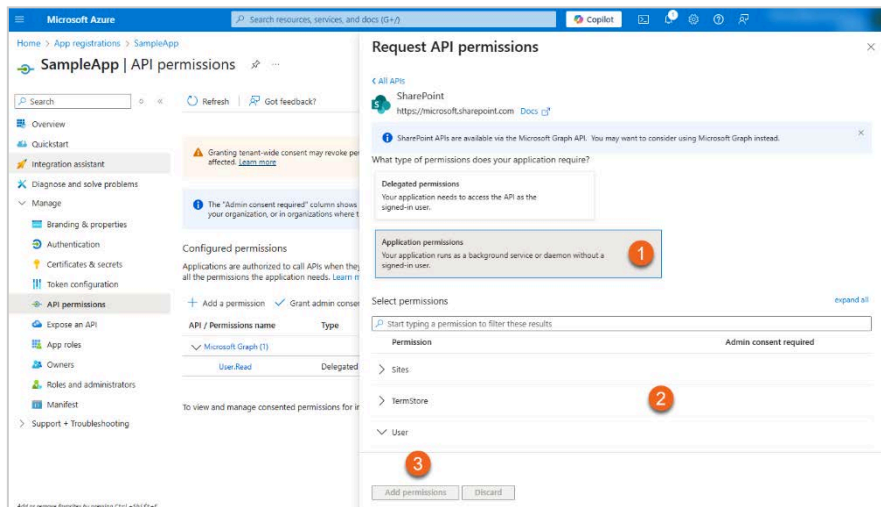 Microsoft Azure
Search resources, services, and docs (G+/)
Copilot
1
Home > App registrations > SampleApp
SampleApp | API permissions
Search
Refresh
Got feedback?
Overview
Quickstart
Integration assistant
Diagnose and solve problems
Manage
Branding & properties
Authentication
Certificates & secrets
Token configuration
API permissions
Expose an API
App roles
Owners
Roles and administrators
Manifest
Support + Troubleshooting
Granting tenant-wide consent may revoke
affected. Learn more
The "Admin consent required" column shows
your organization, or in organizations where
Configured permissions
Applications are authorized to call APIs when they
all the permissions the application needs. Learn
Add a permission
Grant admin
API / Permissions name
Type
Microsoft Graph (1)
User.Read
Delegated
To view and manage consented permissions for
Request API permissions
All APIs
SharePoint
https://microsoft.sharepoint.com Docs
SharePoint APIs are available via the Microsoft Graph API. You may want to consider using Microsoft Graph instead.
What type of permissions does your application require?
Delegated permissions
Your application needs to access the API as the
signed-in user.
Application permissions
Your application runs as a background service or daemon without a
signed-in user.
1
Select permissions
expand all
Start typing a permission to filter these results
Permission
Admin consent required
Sites
TermStore
2
User
3
Add permissions
Discard